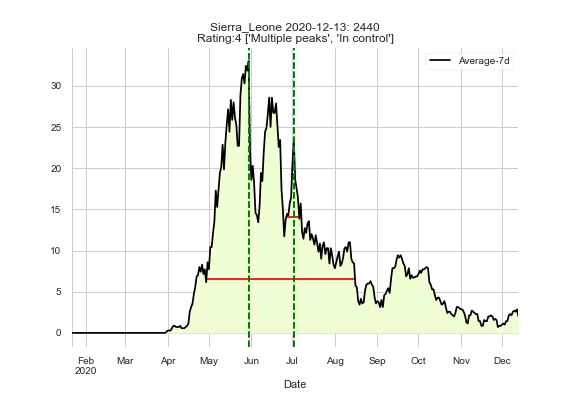 Sierra_Leone 2020-12-13: 2440
Rating:4 ['Multiple peaks', 'In control']
Average-7d
30
25
20
15
10
5
0
Feb Mar Apr May Jun Jul Aug Sep Oct Nov Dec
2020
Date